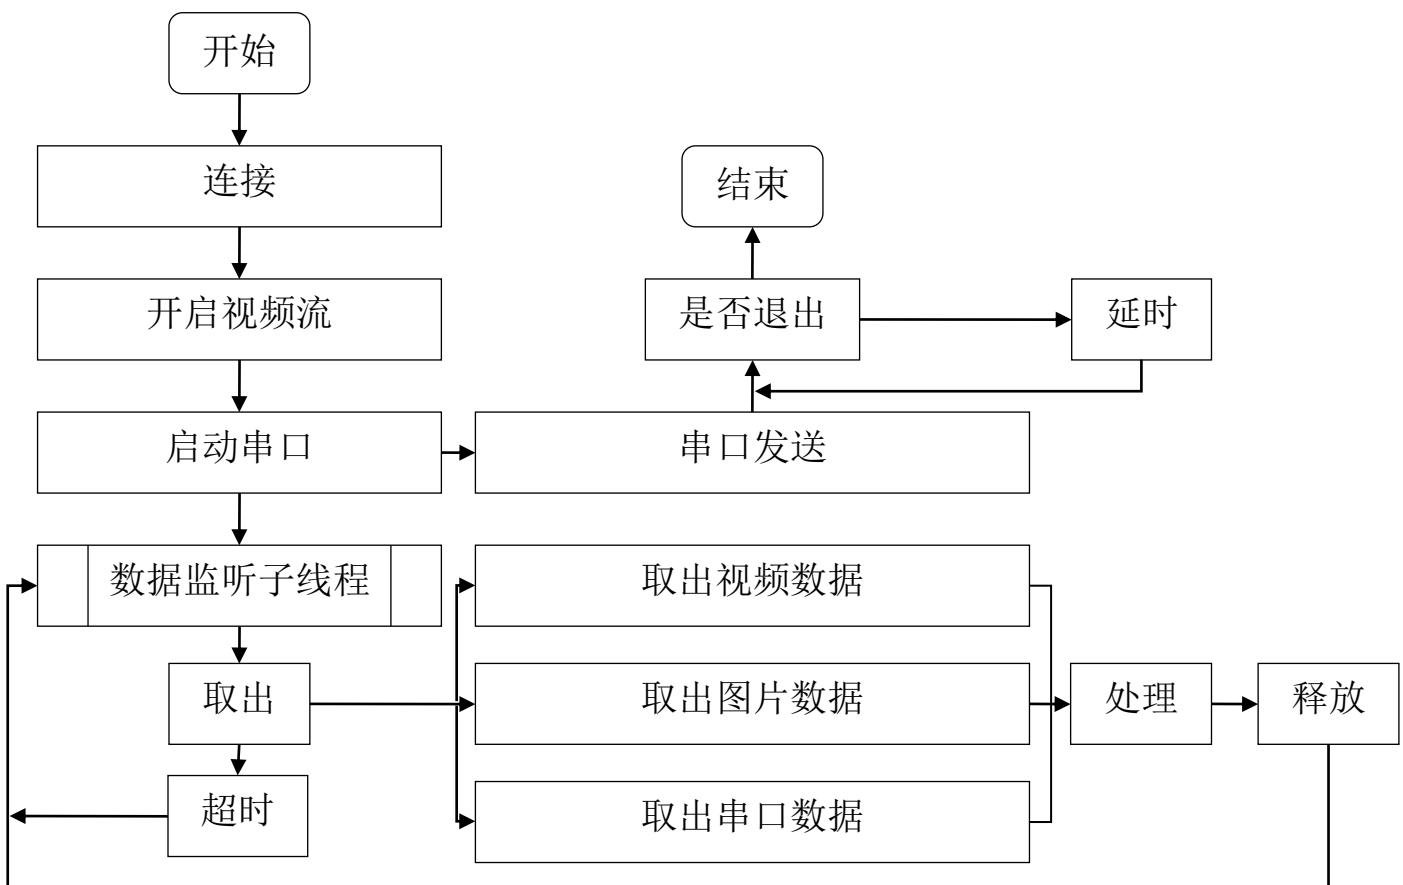 开始
连接
结束
开启视频流
是否退出
延时
启动串口
串口发送
数据监听子线程
取出视频数据
取出
取出图片数据
处理
释放
超时
取出串口数据